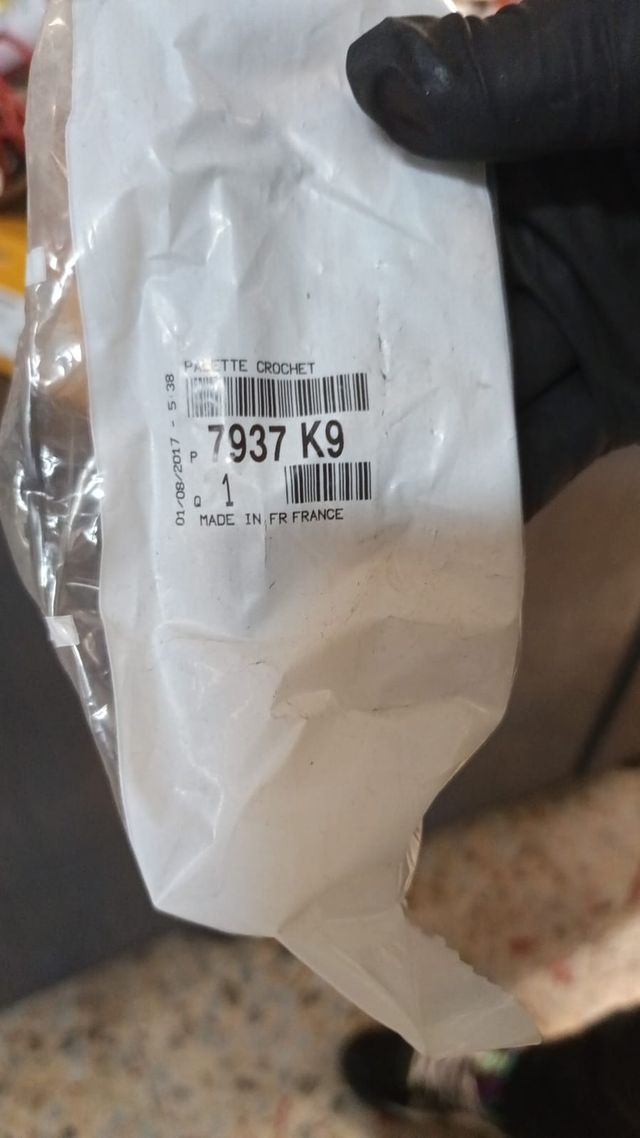 PALETTE CROCHET
P 7937 K9
Q 1
MADE IN FR FRANCE
01/08/2017 - 5:38